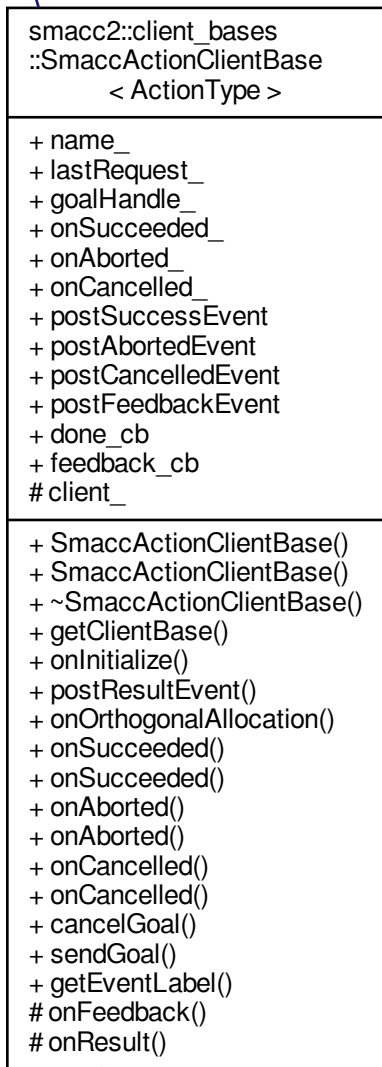 smacc2::client_bases
::SmaccActionClientBase
< ActionType >
+ name_
+ lastRequest_
+ goalHandle_
+ onSucceeded_
+ onAborted_
+ onCancelled_
+ postSuccessEvent
+ postAbortedEvent
+ postCancelledEvent
+ postFeedbackEvent
+ done_cb
+ feedback_cb
# client_
+ SmaccActionClientBase()
+ SmaccActionClientBase()
+ ~SmaccActionClientBase()
+ getClientBase()
+ onInitialize()
+ postResultEvent()
+ onOrthogonalAllocation()
+ onSucceeded()
+ onSucceeded()
+ onAborted()
+ onAborted()
+ onCancelled()
+ onCancelled()
+ cancelGoal()
+ sendGoal()
+ getEventLabel()
# onFeedback()
# onResult()